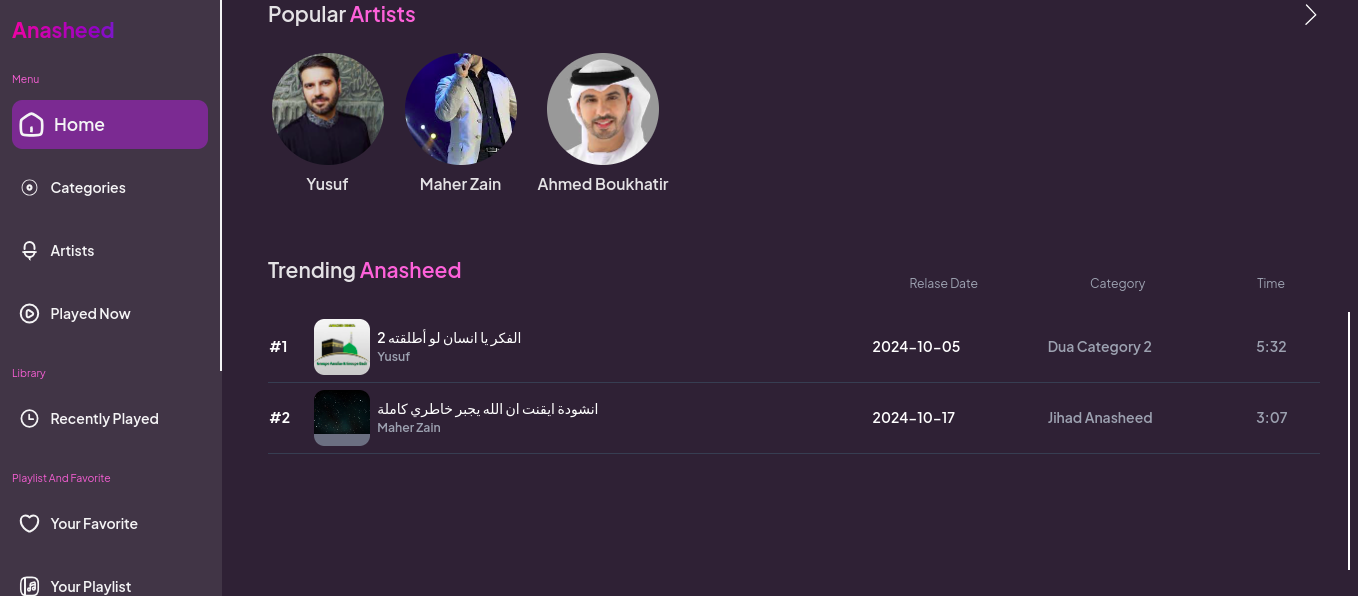 Anasheed
Menu
Home
Categories
Artists
Played Now
Library
Recently Played
Playlist And Favorite
Your Favorite
Your Playlist
Popular Artists
Yusuf
Maher Zain
Ahmed Boukhatir
Trending Anasheed
Relase Date
Category
Time
#1
الفكر يا انسان لو أطلقته 2
Yusuf
2024-10-05
Dua Category 2
5:32
#2
انشودة ايقنت ان الله يجبر خاطري كاملة
Maher Zain
2024-10-17
Jihad Anasheed
3:07